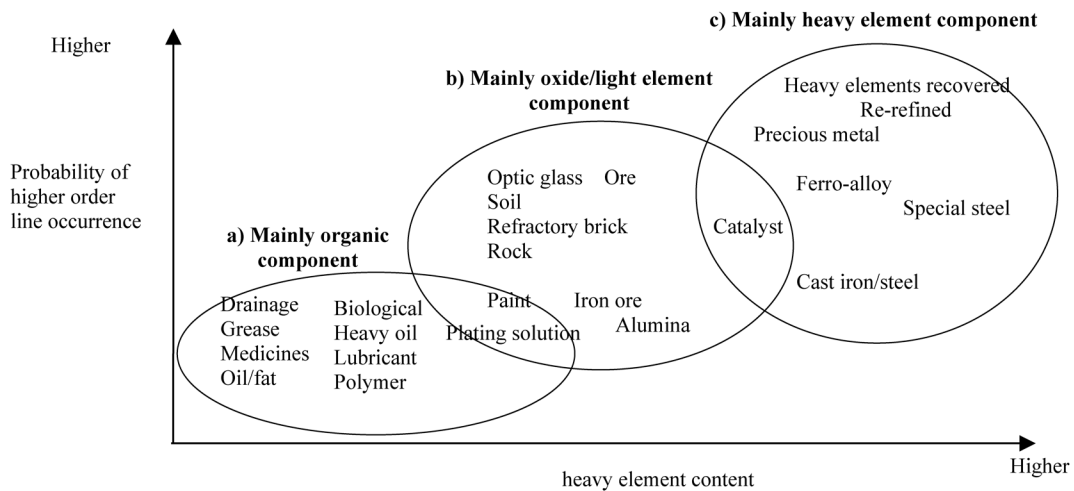 c) Mainly heavy element component
Higher
b) Mainly oxide/light element
component
Heavy elements recovered
Re-refined
Precious metal
Probability of
higher order
line occurrence
Optic glass Ore
Soil
Refractory brick
Rock
Ferro-alloy
Special steel
Catalyst
a) Mainly organic
component
Cast iron/steel
Paint Iron ore
Plating solution Alumina
Drainage
Grease
Medicines
Oil/fat
Biological
Heavy oil
Lubricant
Polymer
Higher
heavy element content